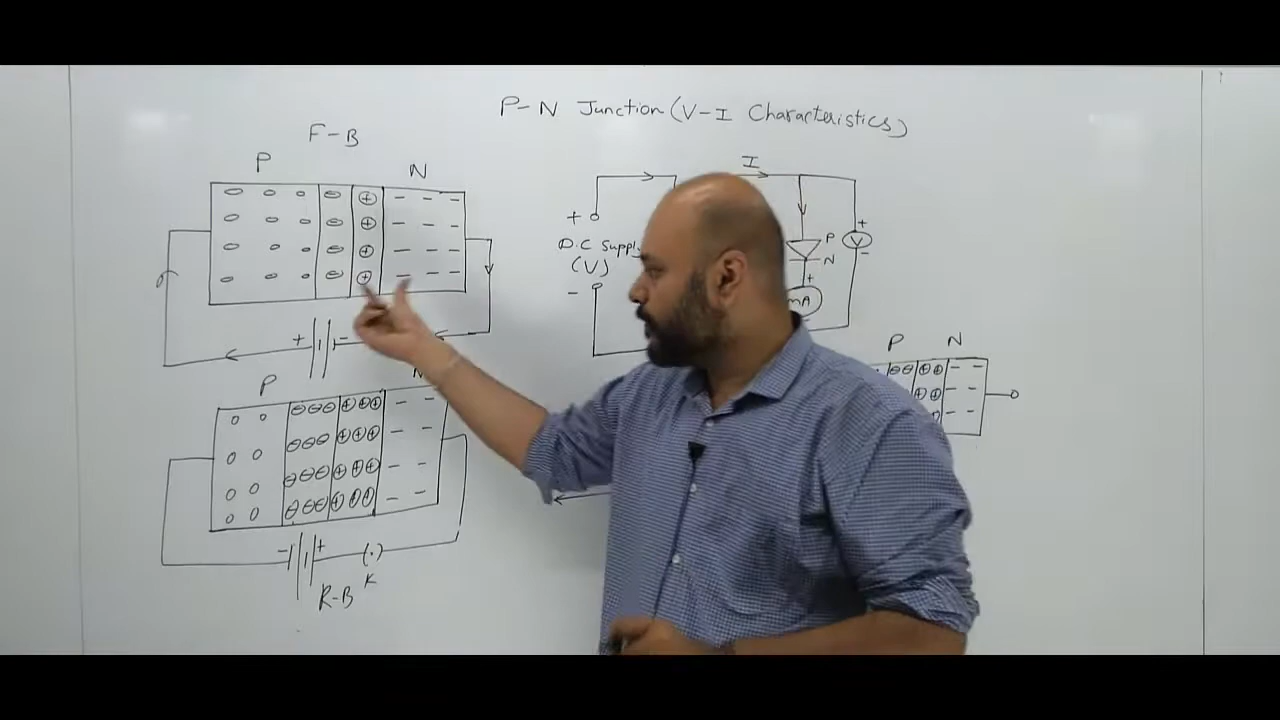 P-N Junction (V-I Characteristics)
F-B
P N
+ -
P N
- +
K
R-B
I
+
D.C Supply
(V)
-
P
N
+
mA
+
V
-
P N